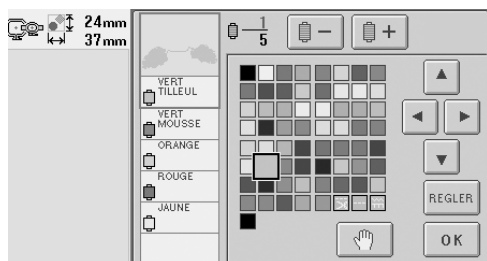 24mm
37mm
1
5
VERT
TILLEUL
VERT
MOUSSE
ORANGE
ROUGE
JAUNE
REGLER
OK